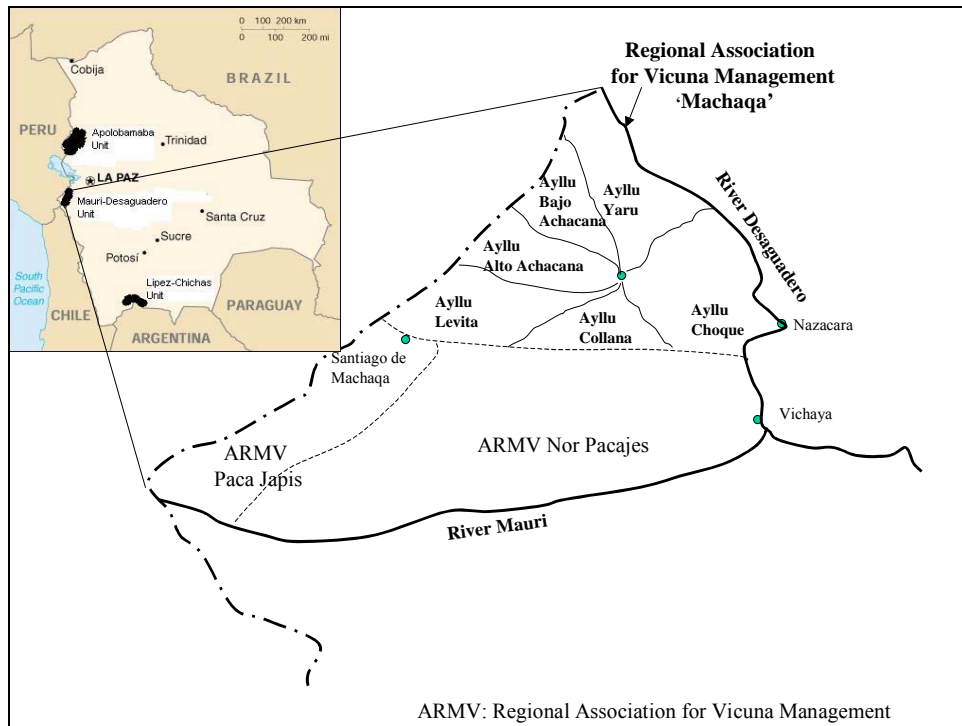 0 100 200 km
0 100 200 mi
Cobija
BRAZIL
PERU
Apolobamaba
Unit
Trinidad
LA PAZ
Mauri-Desaguadero
Unit
Santa Cruz
Sucre
Potosí
South
Pacific
Ocean
Lipez-Chichas
Unit
PARAGUAY
CHILE
ARGENTINA
Regional Association
for Vicuna Management
‘Machaqa’
Ayllu
Bajo
Achacana
Ayllu
Yaru
River Desaguadero
Ayllu
Alto Achacana
Ayllu
Levita
Ayllu
Collana
Ayllu
Choque
Nazacara
Santiago de
Machaqa
Vichaya
ARMV
Paca Japis
ARMV Nor Pacajes
River Mauri
ARMV: Regional Association for Vicuna Management